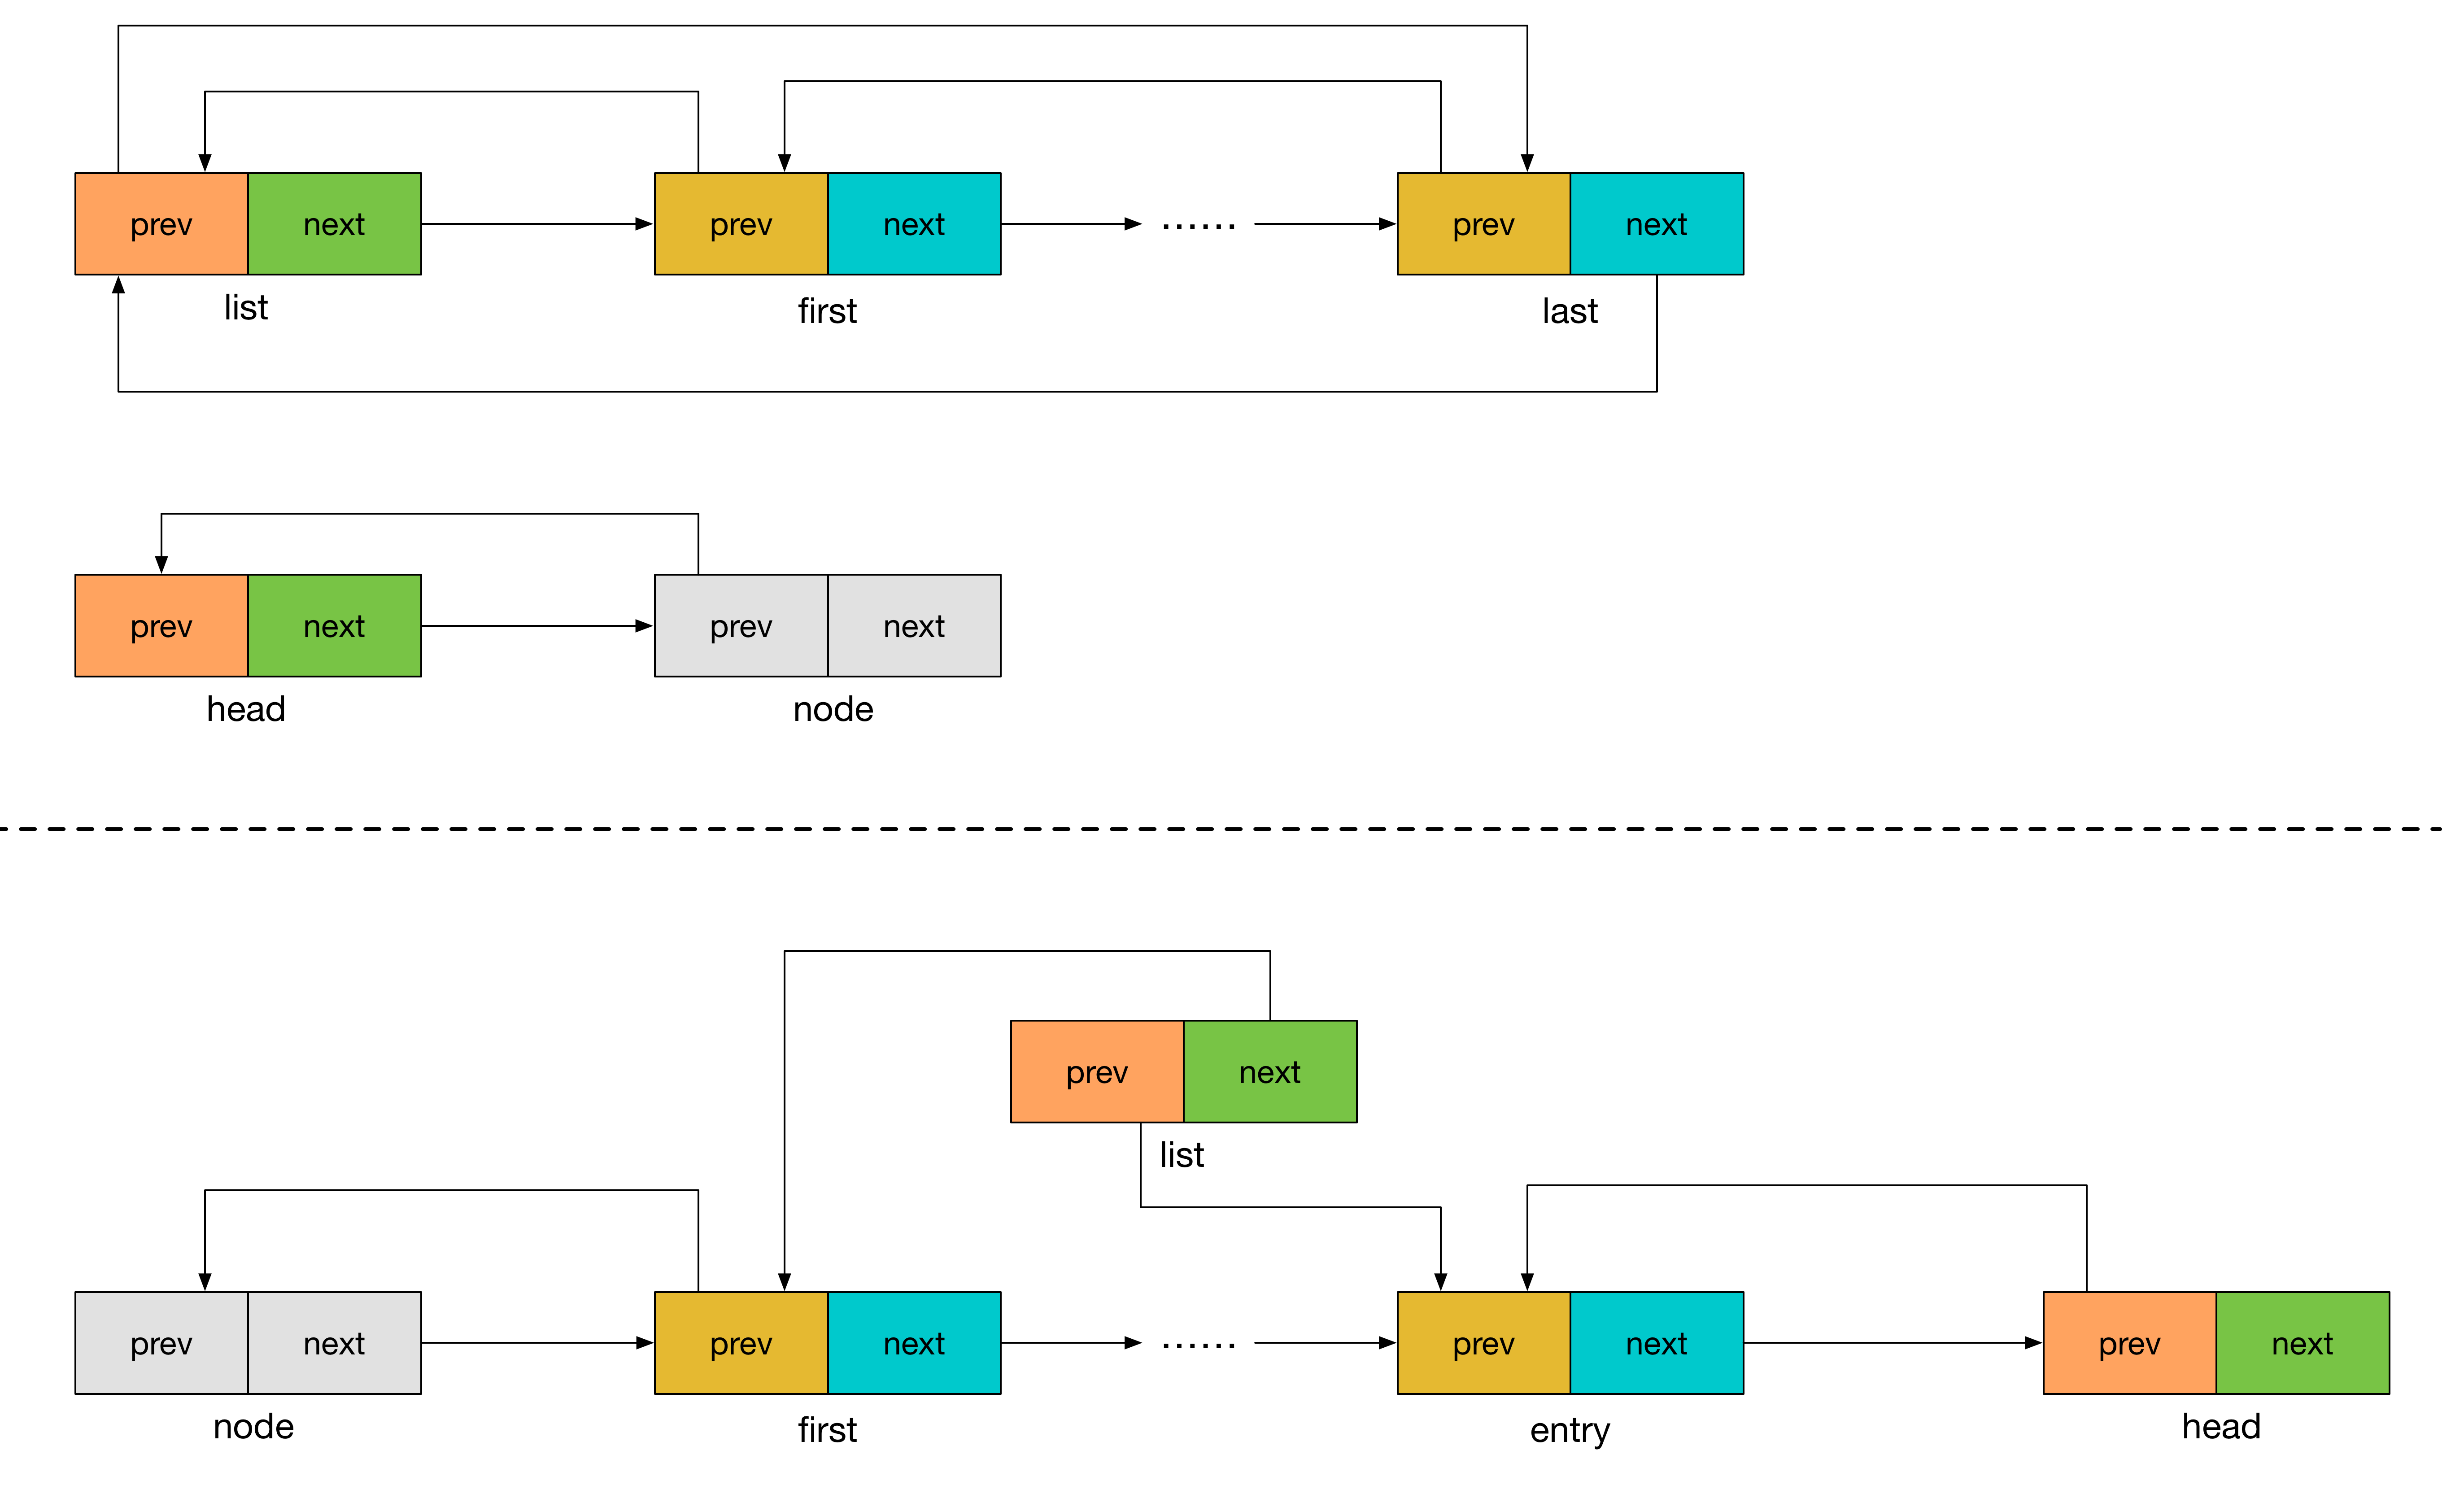 prev next prev next ...... prev next
list first last
prev next prev next
head node
prev next
list
prev next prev next ...... prev next prev next
node first entry head